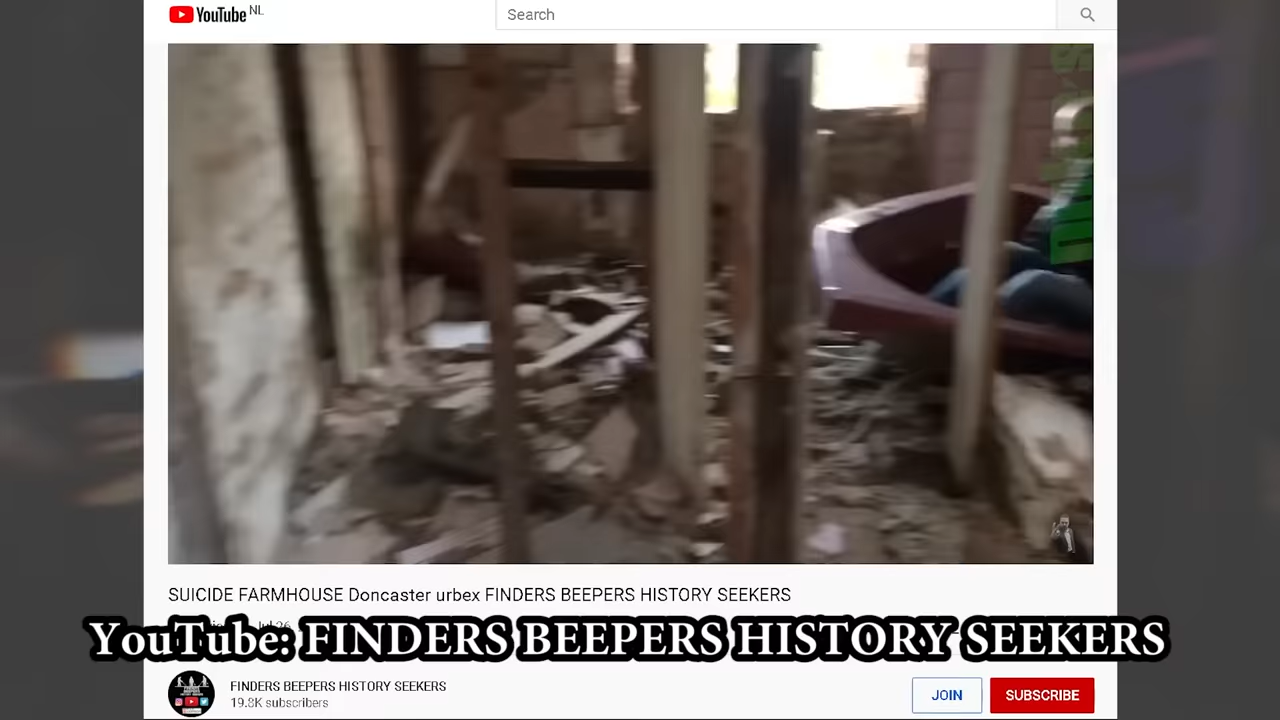 YouTube NL
Search
SUICIDE FARMHOUSE Doncaster urbex FINDERS BEEPERS HISTORY SEEKERS
YouTube: FINDERS BEEPERS HISTORY SEEKERS
FINDERS BEEPERS HISTORY SEEKERS
19.8K subscribers
JOIN
SUBSCRIBE